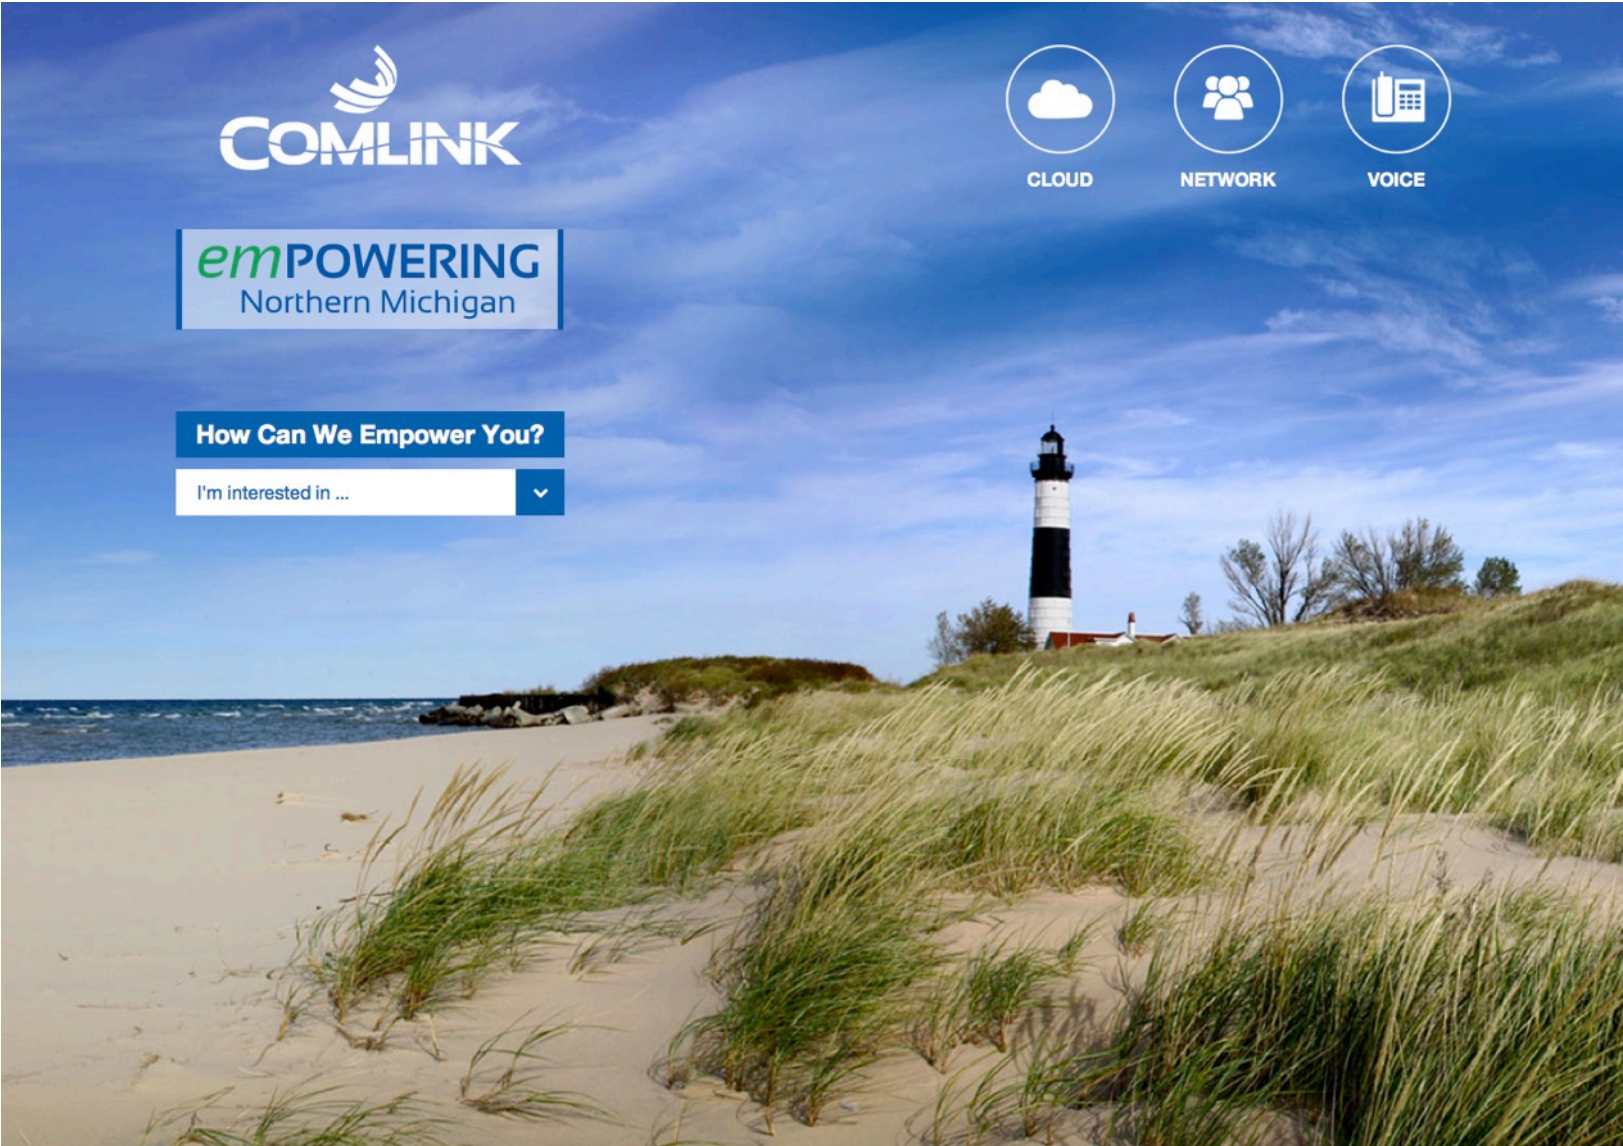 COMLINK
CLOUD
NETWORK
VOICE
emPOWERING
Northern Michigan
How Can We Empower You?
I'm interested in ...